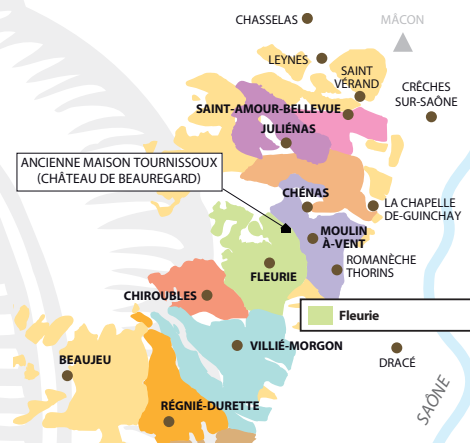 CHASSELAS
MÂCON
LEYNES
SAINT
VÉRAND
CRÊCHES
SUR-SAÔNE
SAINT-AMOUR-BELLEVUE
JULIÉNAS
ANCIENNE MAISON TOURNISSOUX
(CHÂTEAU DE BEAUREGARD)
CHÉNAS
LA CHAPELLE
DE-GUINCHAY
MOULIN
À-VENT
ROMANÈCHE
THORINS
FLEURIE
CHIROUBLES
Fleurie
VILLIÉ-MORGON
BEAUJEU
DRACÉ
SAÔNE
RÉGNIÉ-DURETTE